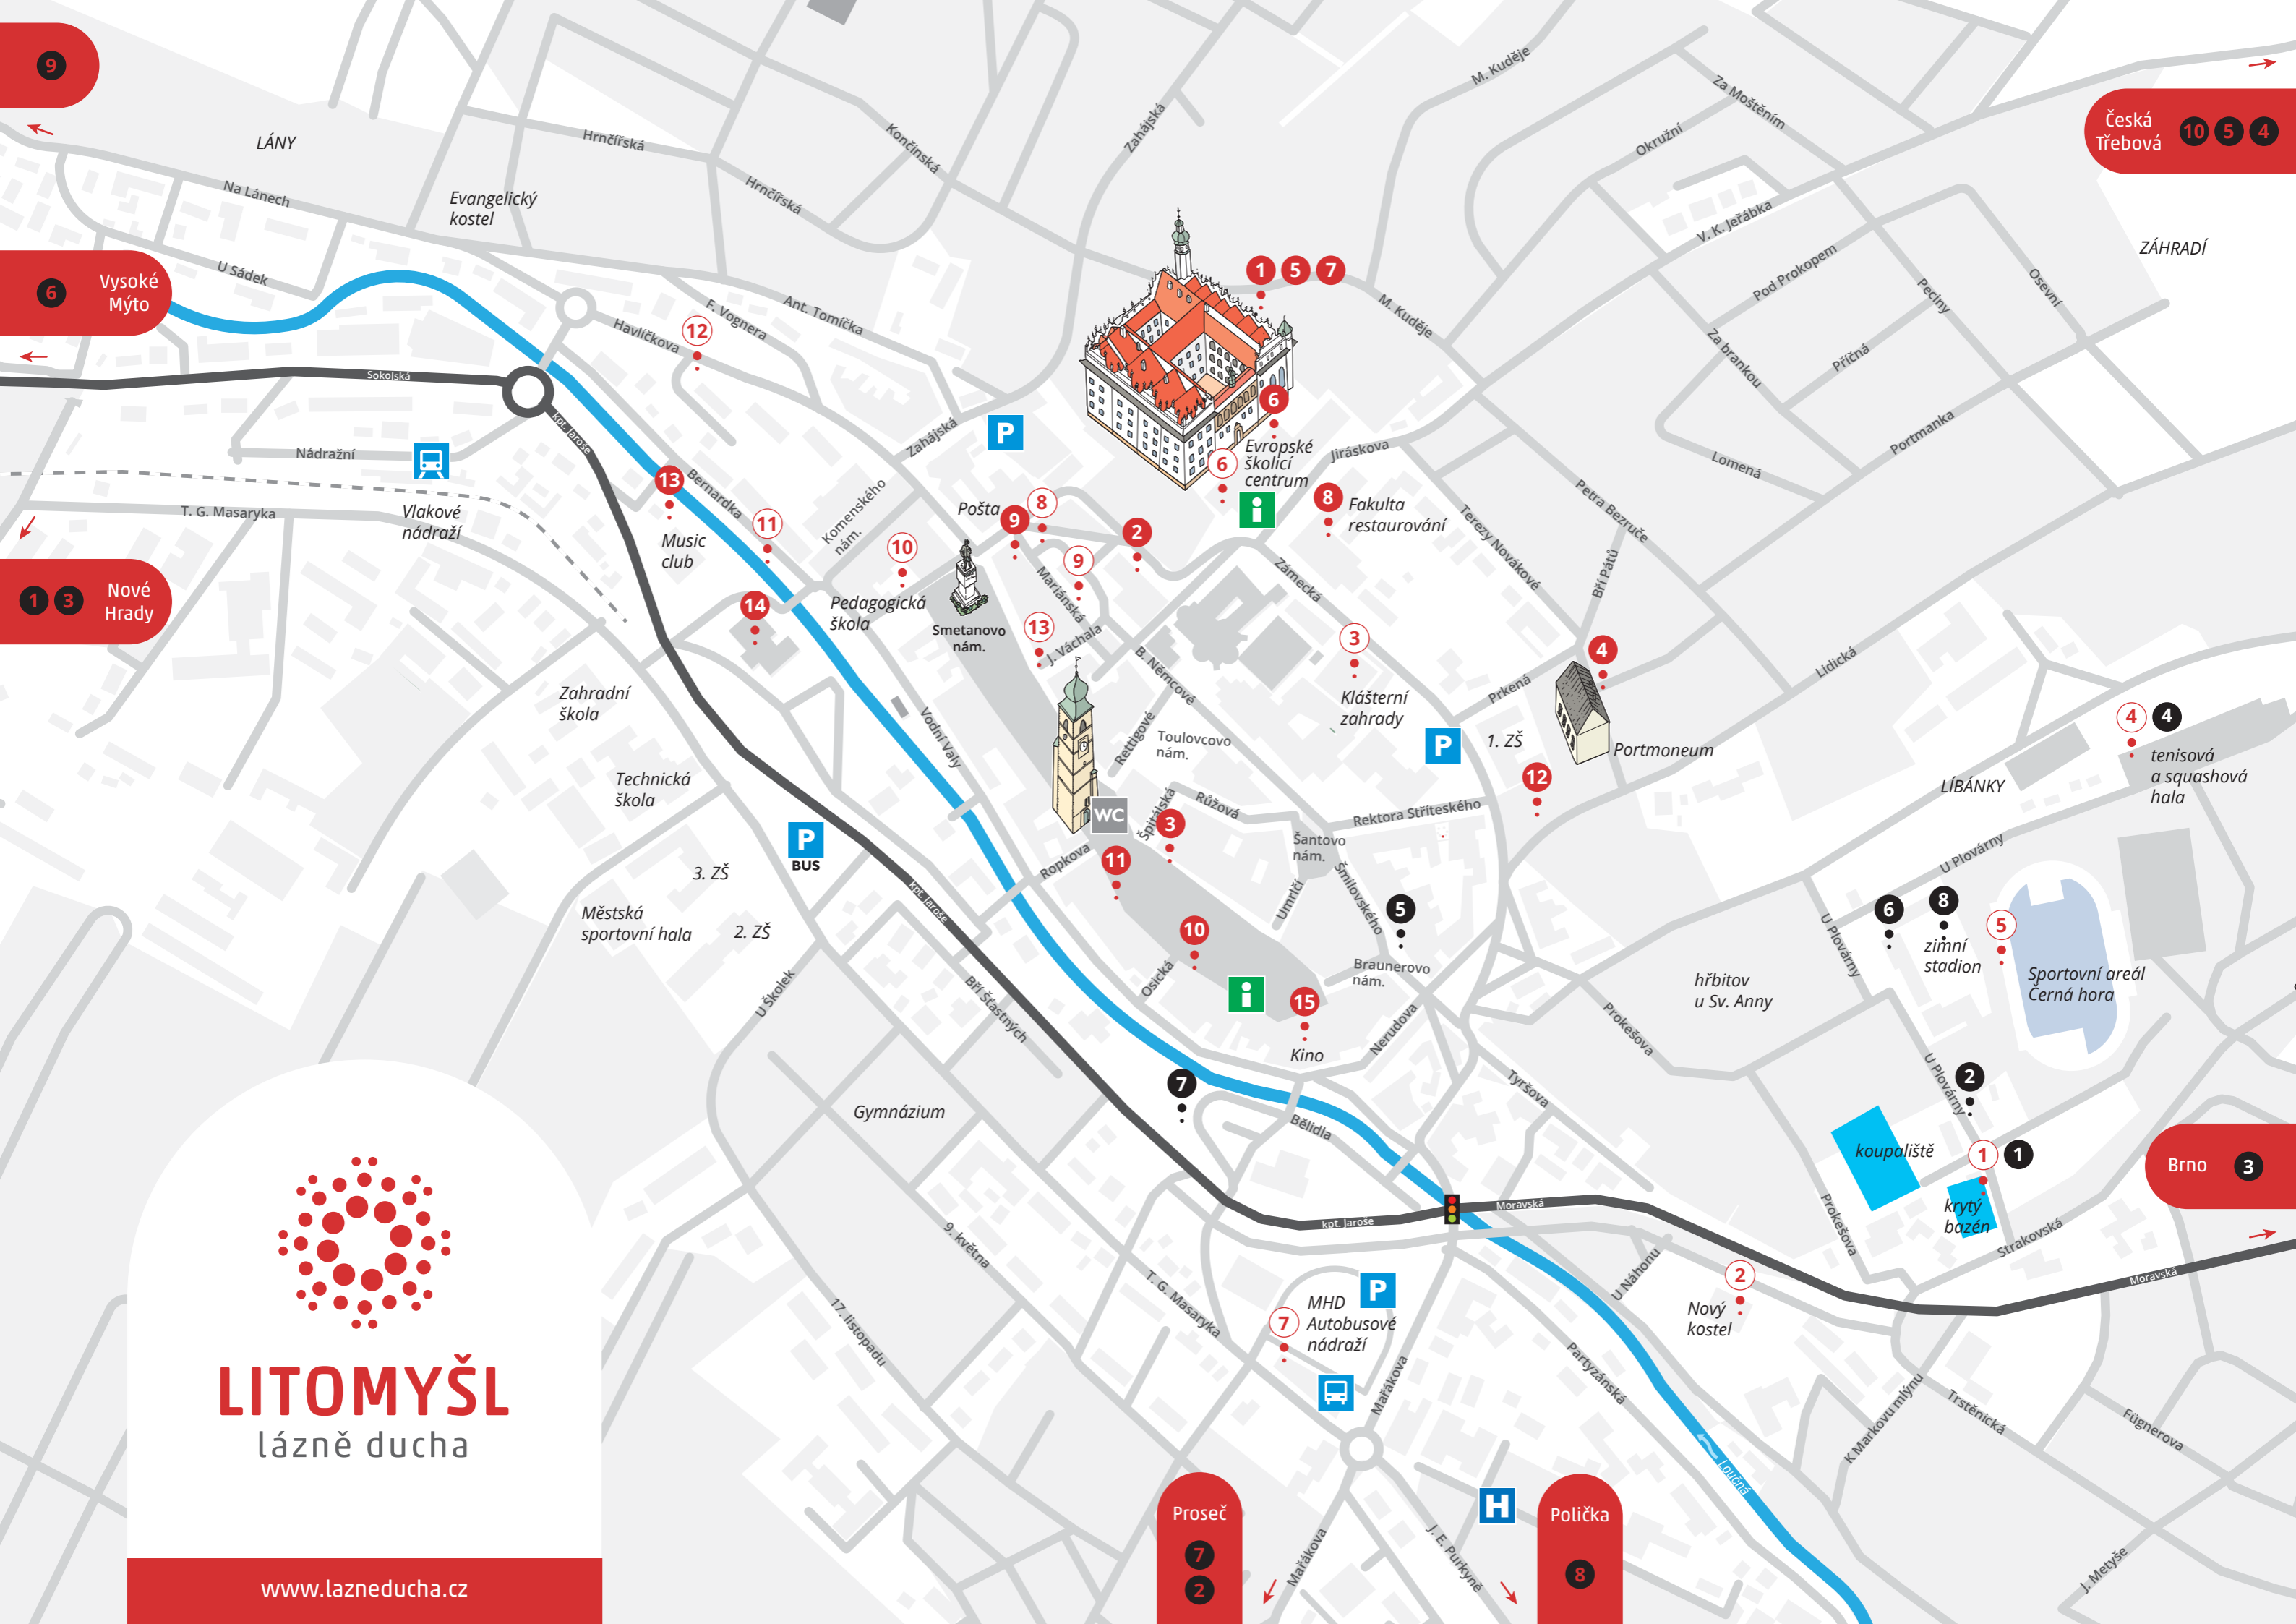 9
LÁNY
Na Lánech
U Sádek
Evangelický
kostel
Hrnčířská
Hrnčířská
Končinská
Zahájská
M. Kuděje
Za Moštěním
Okružní
V. K. Jeřábka
Česká
Třebová
10 5 4
ZÁHRADÍ
Pod Prokopem
Peciny
Osevní
Za brankou
Příčná
Portmanka
Lomená
6
Vysoké
Mýto
Sokolská
Nádražní
Vlakové
nádraží
T. G. Masaryka
1 3
Nové
Hrady
kpt. Jaroše
Havlíčkova
12
F. Vognera
Ant. Tomíčka
Zahájská
P
1 5 7
M. Kuděje
6
6
Evropské
školící
centrum
i
Jiráskova
8
Fakulta
restaurování
Terezy Novákové
Petra Bezruče
Bří Pátů
13
Bernardka
Music
club
11
Komenského
nám.
10
Pedagogická
škola
14
Pošta
9
8
2
9
Mariánská
Smetanovo
nám.
13
J. Váchala
B. Němcové
Zámecká
3
Klášterní
zahrady
Prkenná
4
Portmoneum
P
1. ZŠ
12
Lidická
4 4
tenisová
a squashová
hala
LÍBÁNKY
U Plovárny
Zahradní
škola
Technická
škola
3. ZŠ
2. ZŠ
Městská
sportovní hala
P
BUS
kpt. Jaroše
Vodní Valy
Rettigové
Toulovcovo
nám.
WC
Špitálská
3
Růžová
Šantovo
nám.
Rektora Stříteského
Ropkova
11
Umrlčí
Šmilovského
5
10
Osická
i
15
Kino
Braunerovo
nám.
Nerudova
U Školek
Bří Šťastných
7
Gymnázium
Bělidla
Tyršova
Prokešova
hřbitov
u Sv. Anny
U Plovárny
6
8
zimní
stadion
5
Sportovní areál
Černá hora
U Plovárny
2
koupaliště
1 1
krytý
bazén
Prokešova
Strakovská
Brno
3
Moravská
kpt. Jaroše
Moravská
9. května
17. listopadu
T. G. Masaryka
7
MHD
Autobusové
nádraží
P
Mařákova
U Náhonu
2
Nový
kostel
Partyzánská
K Markovu mlýnu
Trstěnická
Fügnerova
Loučná
H
J. E. Purkyně
Mařákova
J. Metyše
Proseč
7
2
Polička
8
LITOMYŠL
lázně ducha
www.lazneducha.cz